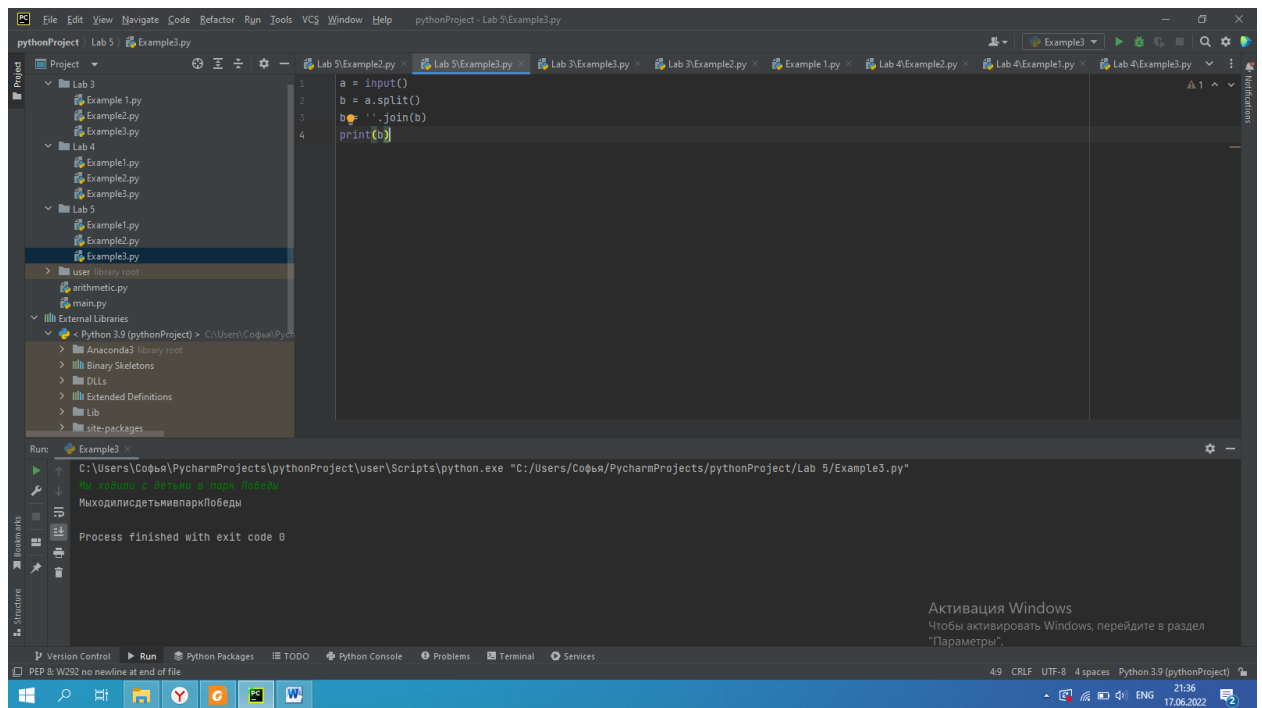 File Edit View Navigate Code Refactor Run Tools VCS Window Help pythonProject - Lab 5\Example3.py
pythonProject Lab 5 Example3.py
Example3
Project
Project
Lab 5\Example2.py Lab 5\Example3.py Lab 3\Example3.py Lab 3\Example2.py Example 1.py Lab 4\Example2.py Lab 4\Example1.py Lab 4\Example3.py
Notifications
Lab 3
Example 1.py
Example2.py
Example3.py
Lab 4
Example1.py
Example2.py
Example3.py
Lab 5
Example1.py
Example2.py
Example3.py
user library root
arithmetic.py
main.py
External Libraries
< Python 3.9 (pythonProject) > C:\Users\Софья\Pych
Anaconda3 library root
Binary Skeletons
DLLs
Extended Definitions
Lib
site-packages
1 a = input()
2 b = a.split()
3 b = ''.join(b)
4 print(b)
1
Run: Example3
C:\Users\Софья\PycharmProjects\pythonProject\user\Scripts\python.exe "C:/Users/Софья/PycharmProjects/pythonProject/Lab 5/Example3.py"
Мы ходили с детьми в парк Победы
МыходилисдетьмивпаркПобеды
Process finished with exit code 0
Bookmarks
Structure
Активация Windows
Чтобы активировать Windows, перейдите в раздел
"Параметры".
Version Control Run Python Packages TODO Python Console Problems Terminal Services
PEP 8: W292 no newline at end of file
4:9 CRLF UTF-8 4 spaces Python 3.9 (pythonProject)
ENG
21:36
17.06.2022
2